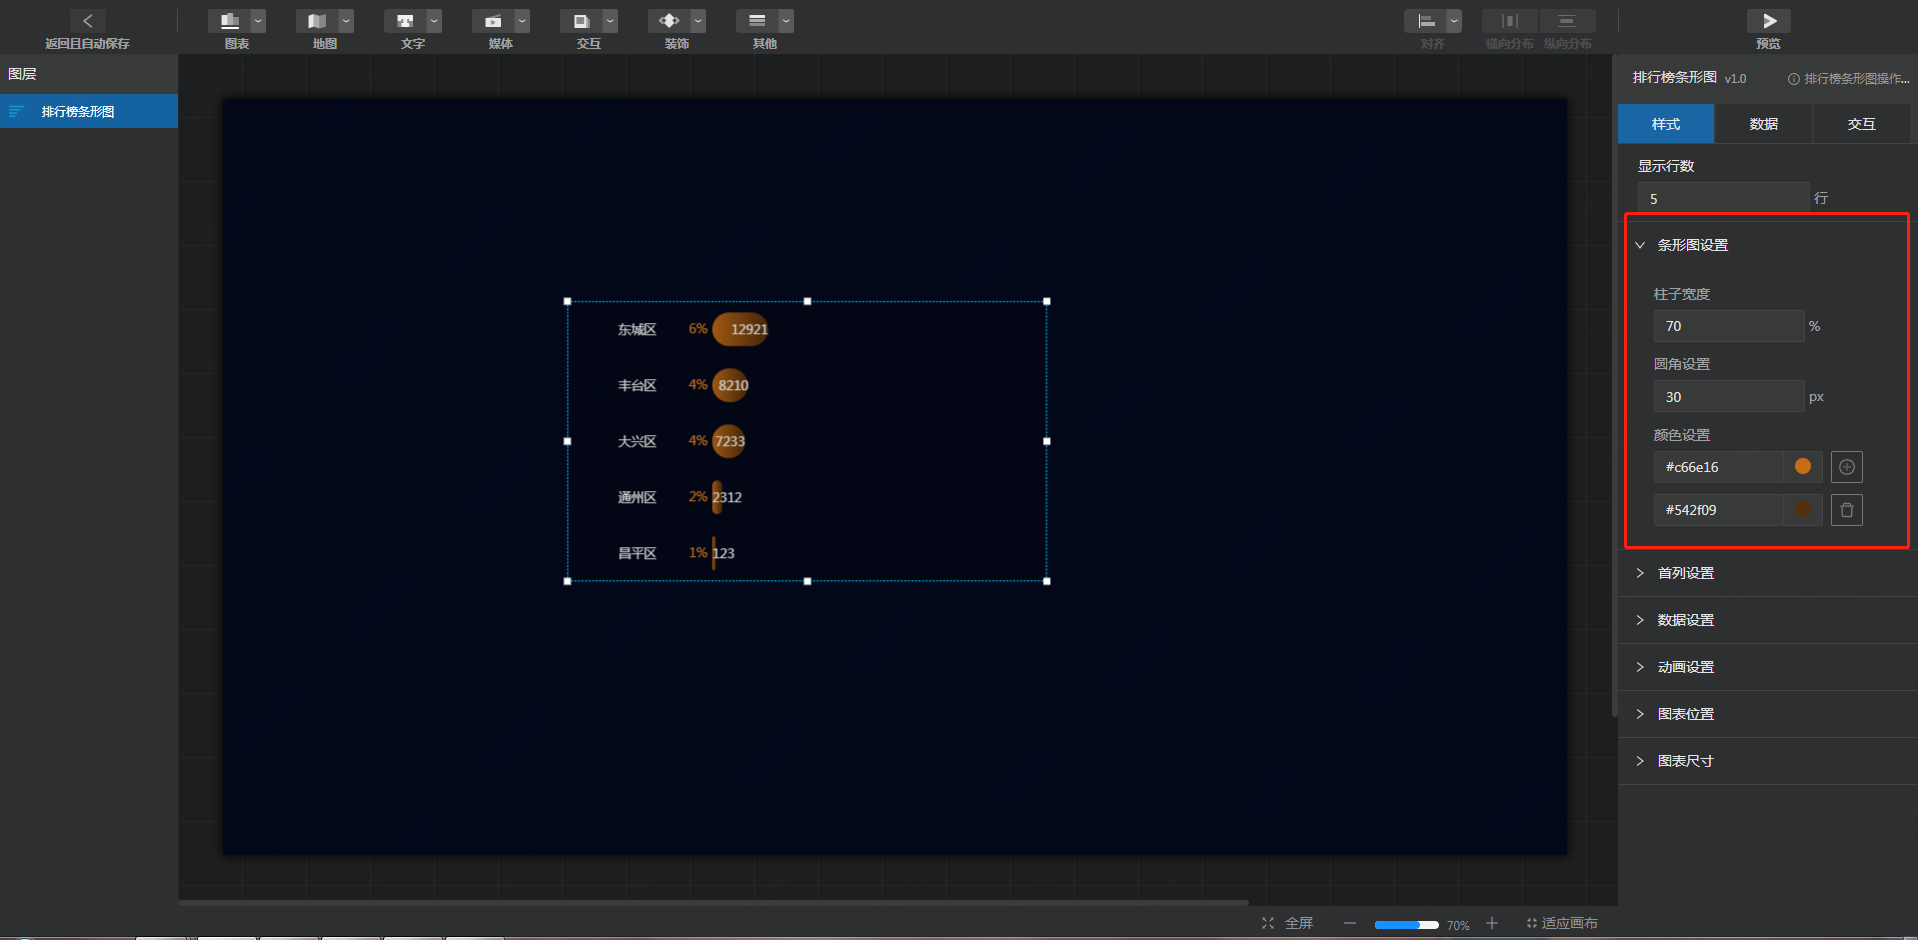 返回且自动保存
图表
地图
文字
媒体
交互
装饰
其他
对齐
横向分布
纵向分布
预览
图层
排行榜条形图
东城区 6% 12921
丰台区 4% 8210
大兴区 4% 7233
通州区 2% 2312
昌平区 1% 123
排行榜条形图 v1.0 排行榜条形图操作...
样式 数据 交互
显示行数
5 行
条形图设置
柱子宽度
70 %
圆角设置
30 px
颜色设置
#c66e16
#542f09
首列设置
数据设置
动画设置
图表位置
图表尺寸
全屏 70% 适应画布